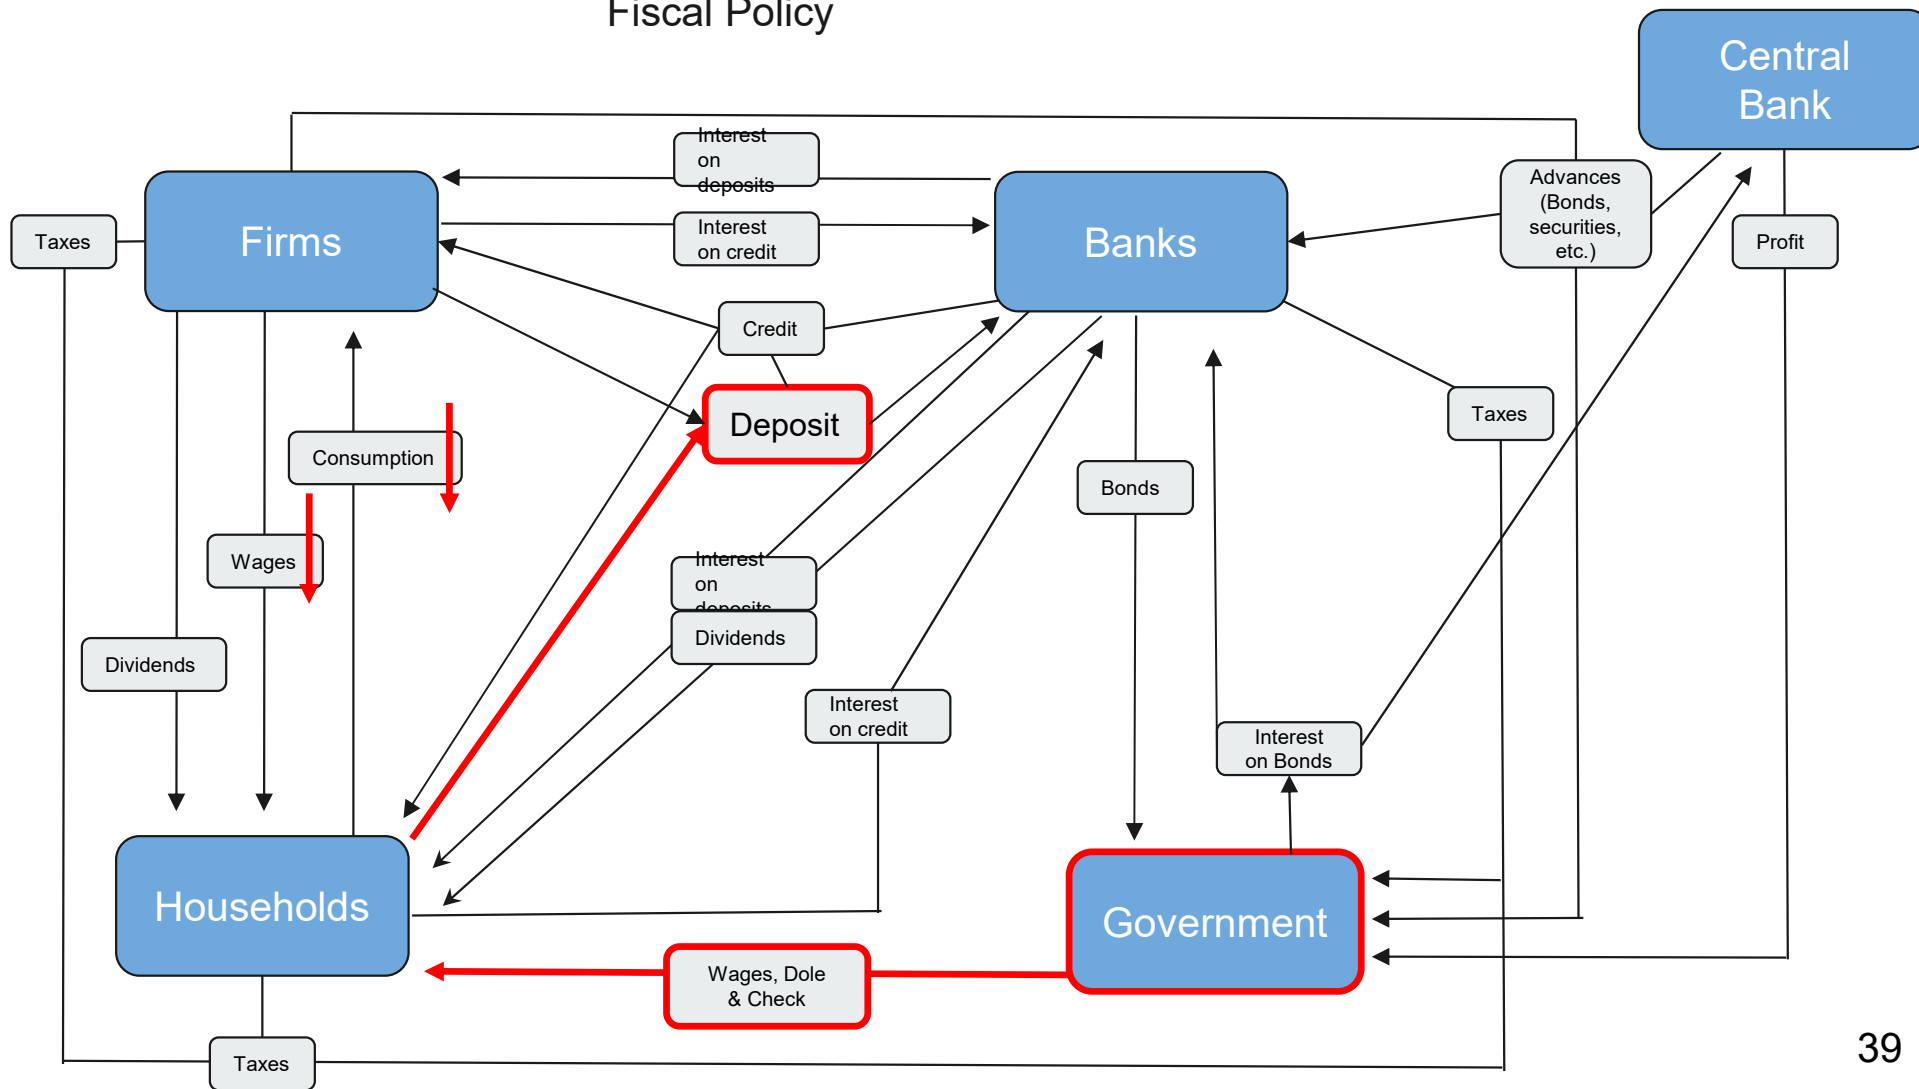 Fiscal Policy
Central
Bank
Interest
on
deposits
Advances
(Bonds,
securities,
etc.)
Taxes
Firms
Interest
on credit
Banks
Profit
Credit
Taxes
Deposit
Consumption
Bonds
Wages
Interest
on
deposits
Dividends
Dividends
Interest
on credit
Interest
on Bonds
Households
Government
Wages, Dole
& Check
Taxes
39